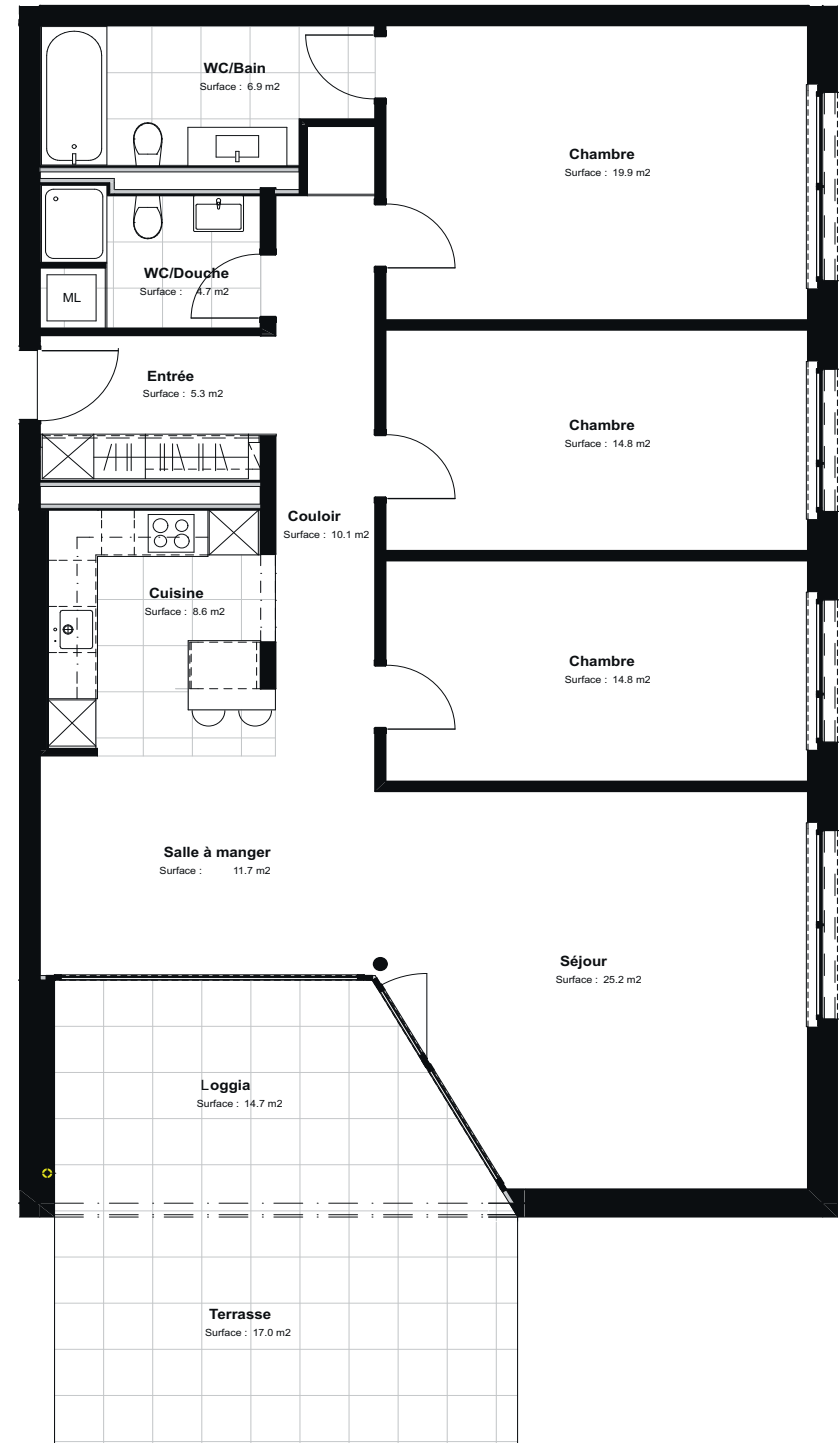 WC/Bain
Surface : 6.9 m2
Chambre
Surface : 19.9 m2
WC/Douche
Surface : 4.7 m2
ML
Entrée
Surface : 5.3 m2
Chambre
Surface : 14.8 m2
Couloir
Surface : 10.1 m2
Cuisine
Surface : 8.6 m2
Chambre
Surface : 14.8 m2
Salle à manger
Surface : 11.7 m2
Séjour
Surface : 25.2 m2
Loggia
Surface : 14.7 m2
Terrasse
Surface : 17.0 m2